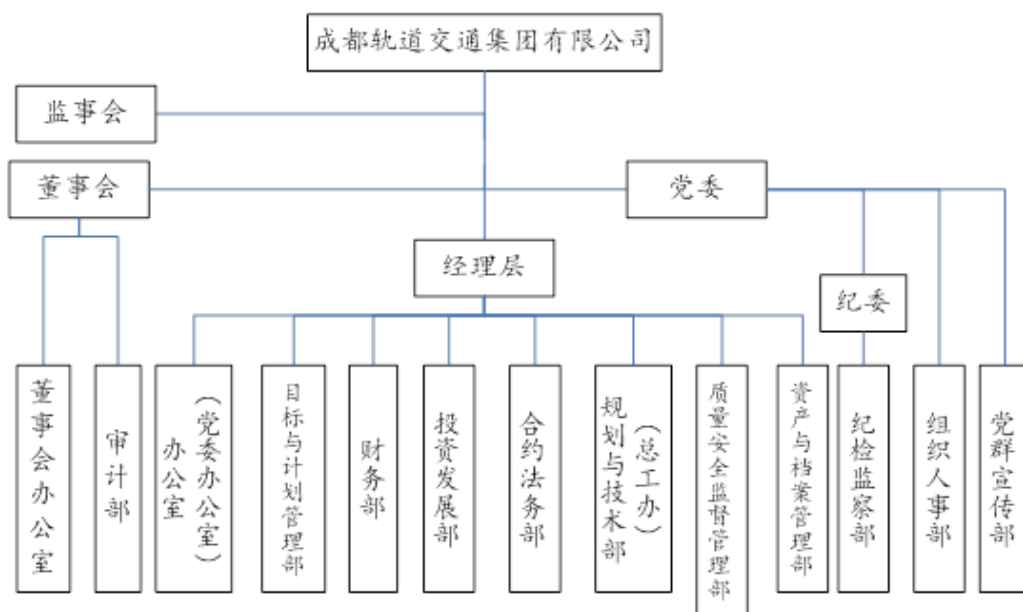 成都轨道交通集团有限公司
监事会
董事会
党委
经理层
纪委
董事会办公室
审计部
办公室
（党委办公室）
目标与计划管理部
财务部
投资发展部
合约法务部
规划与技术部
（总工办）
质量安全监督管理部
资产与档案管理部
纪检监察部
组织人事部
党群宣传部